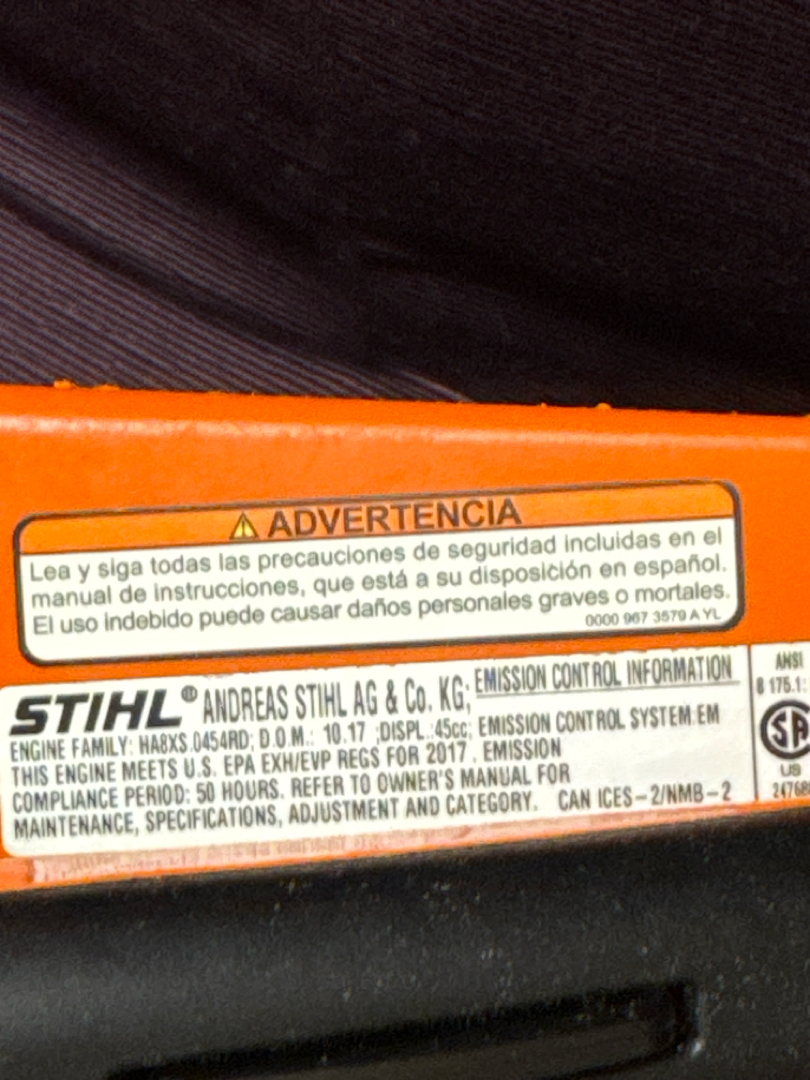 ADVERTENCIA
Lea y siga todas las precauciones de seguridad incluidas en el
manual de instrucciones, que está a su disposición en español.
El uso indebido puede causar daños personales graves o mortales.
0000 967 3579 A YL
STIHL® ANDREAS STIHL AG & Co. KG; EMISSION CONTROL INFORMATION
ENGINE FAMILY: HA8XS.0454RD; D.O.M.: 10.17 ;DISPL.:45cc; EMISSION CONTROL SYSTEM:EM
THIS ENGINE MEETS U.S. EPA EXH/EVP REGS FOR 2017 . EMISSION
COMPLIANCE PERIOD: 50 HOURS. REFER TO OWNER'S MANUAL FOR
MAINTENANCE, SPECIFICATIONS, ADJUSTMENT AND CATEGORY. CAN ICES-2/NMB-2
ANSI
B 175.1:
SA
US
24768